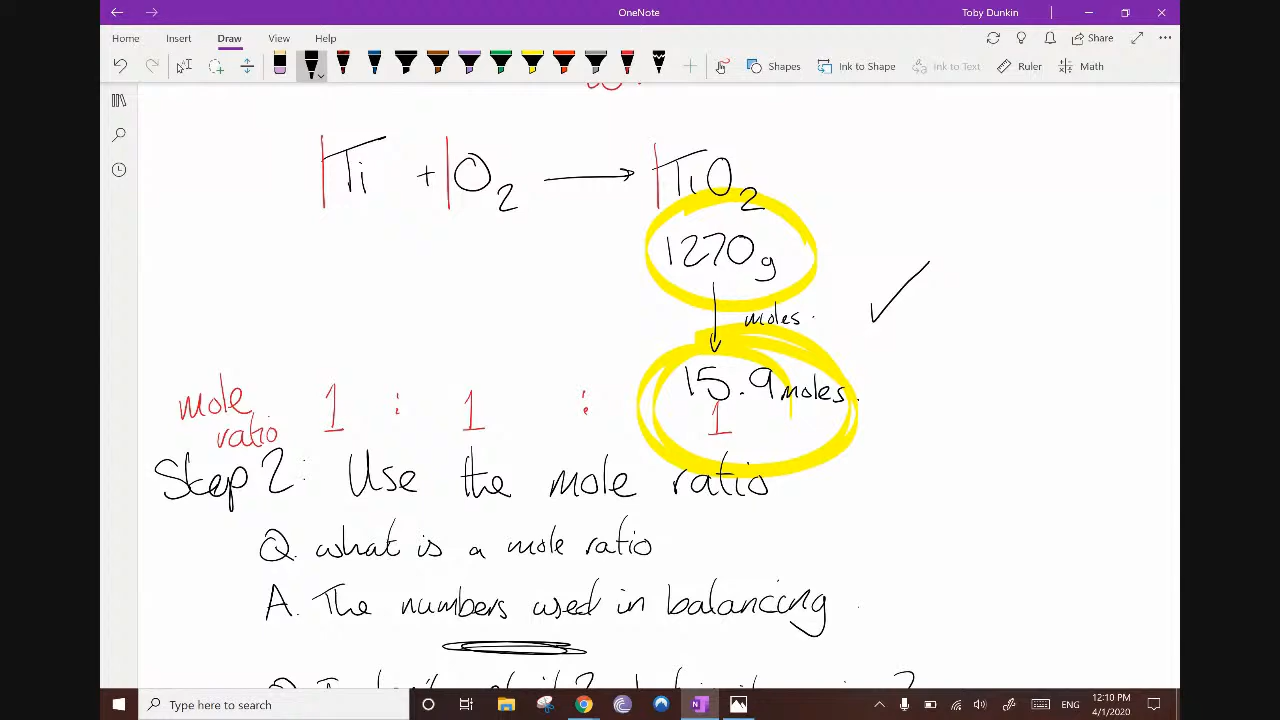 OneNote
Toby Dunkin
Home Insert Draw View Help
Share
Shapes Ink to Shape Ink to Text Ruler Math
1Ti + 1O2 → 1TiO2
1270g
moles.
15.9 moles.
mole ratio 1 : 1 : 1
Step 2: Use the mole ratio
Q. what is a mole ratio
A. The numbers used in balancing
Type here to search
ENG
12:10 PM
4/1/2020